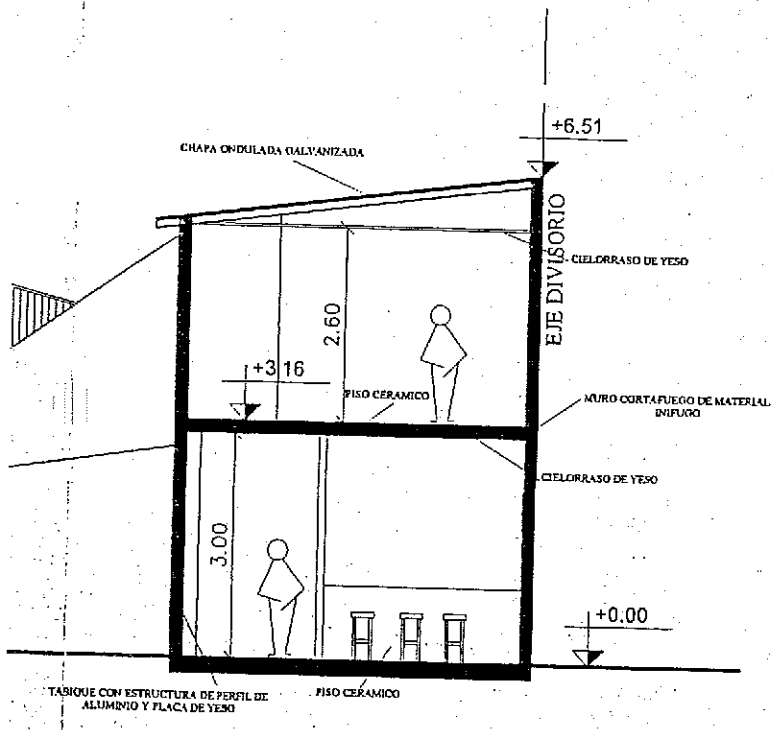 +6.51
CHAPA ONDULADA GALVANIZADA
EJE DIVISORIO
CIELORRASO DE YESO
2.60
+3.16
PISO CERAMICO
MURO CORTAFUEGO DE MATERIAL
INIFUGO
CIELORRASO DE YESO
3.00
+0.00
TABIQUE CON ESTRUCTURA DE PERFIL DE
ALUMINIO Y PLACA DE YESO
PISO CERAMICO